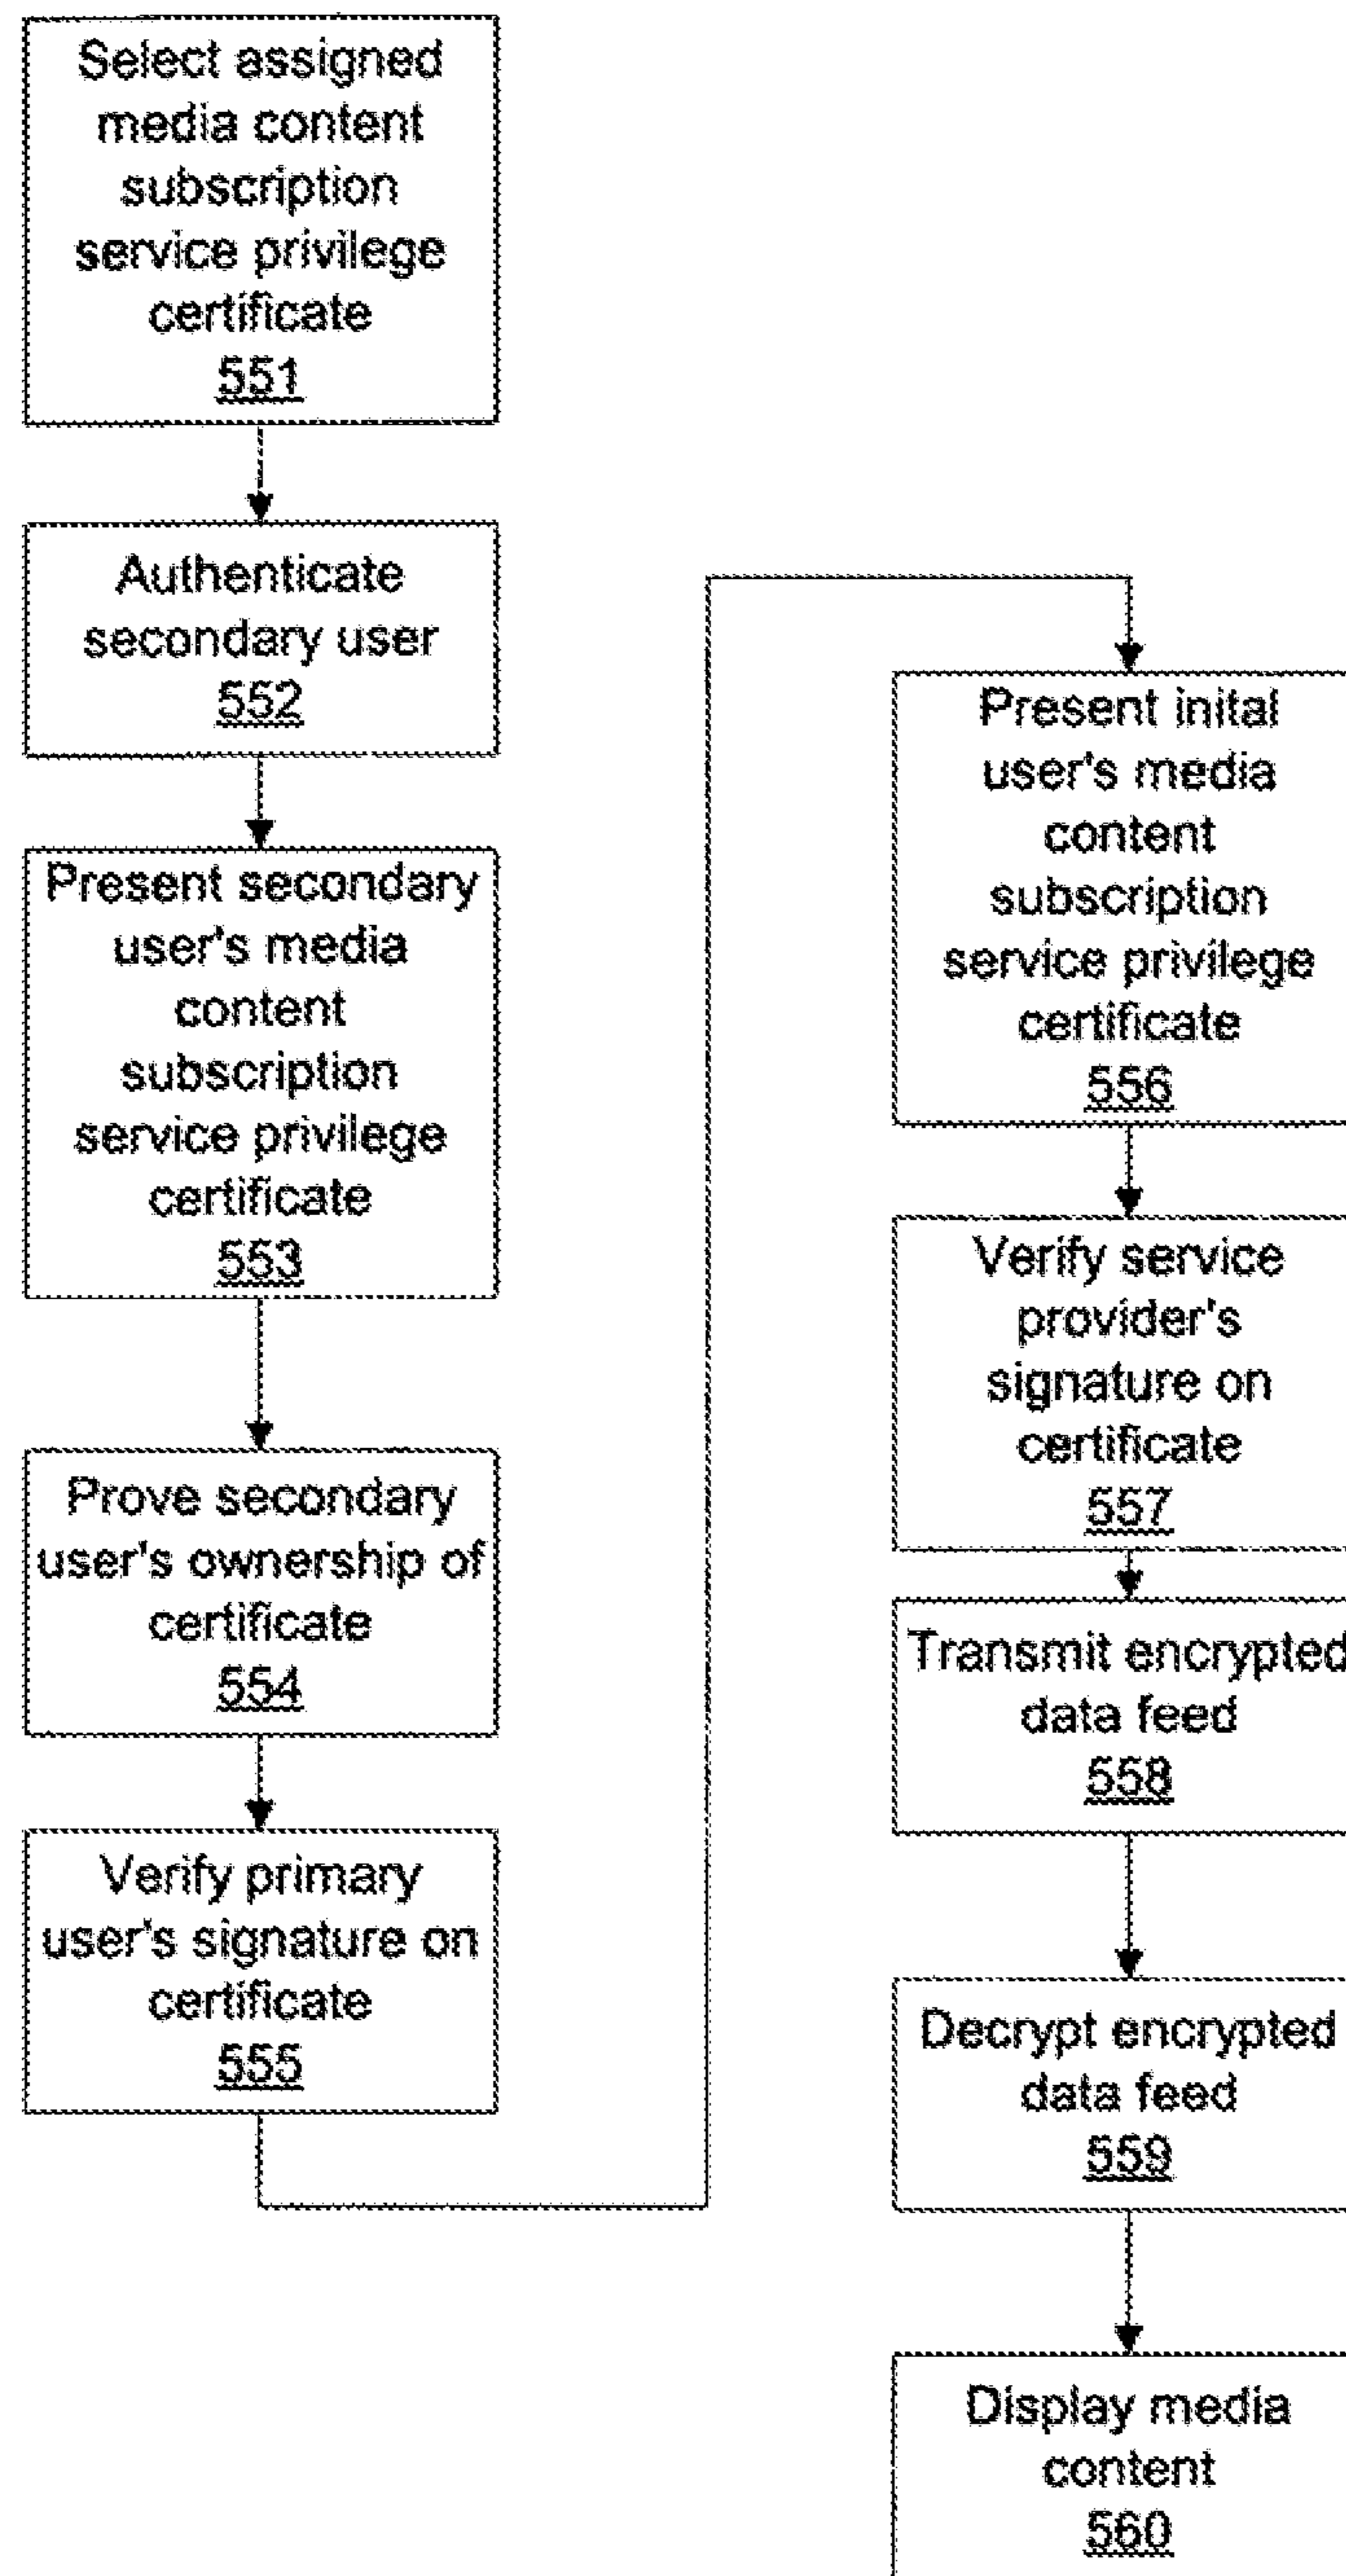 Select assigned
media content
subscription
service privilege
certificate
551
Authenticate
secondary user
552
Present secondary
user's media
content
subscription
service privilege
certificate
553
Prove secondary
user's ownership of
certificate
554
Verify primary
user's signature on
certificate
555
Present inital
user's media
content
subscription
service privilege
certificate
556
Verify service
provider's
signature on
certificate
557
Transmit encrypted
data feed
558
Decrypt encrypted
data feed
559
Display media
content
560